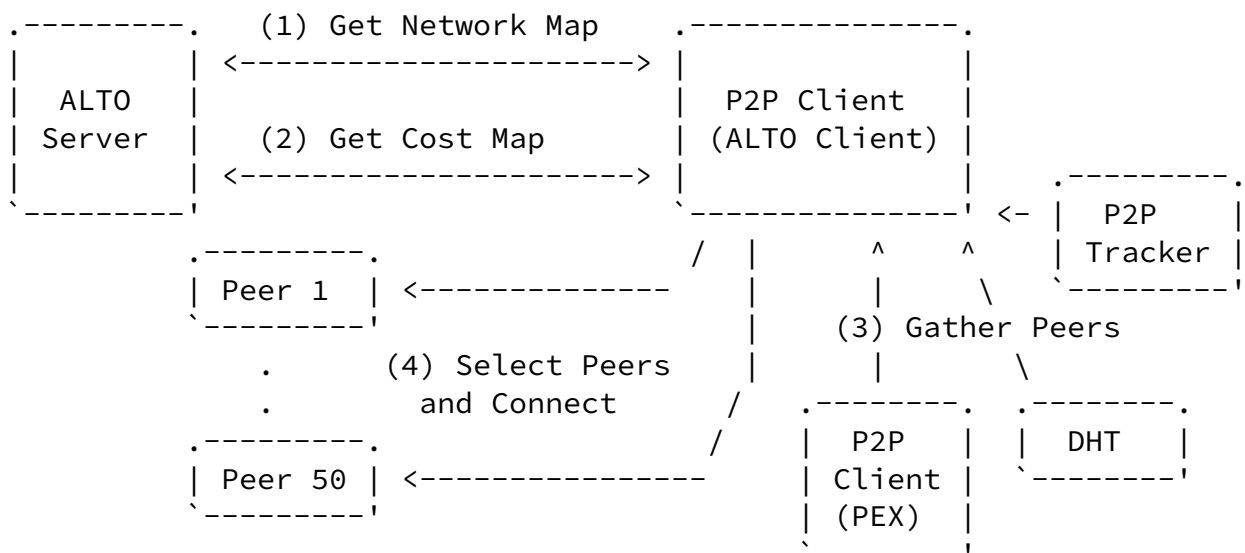 (1) Get Network Map
ALTO
Server
P2P Client
(ALTO Client)
(2) Get Cost Map
P2P
Tracker
Peer 1
(3) Gather Peers
(4) Select Peers
and Connect
P2P
Client
(PEX)
DHT
Peer 50